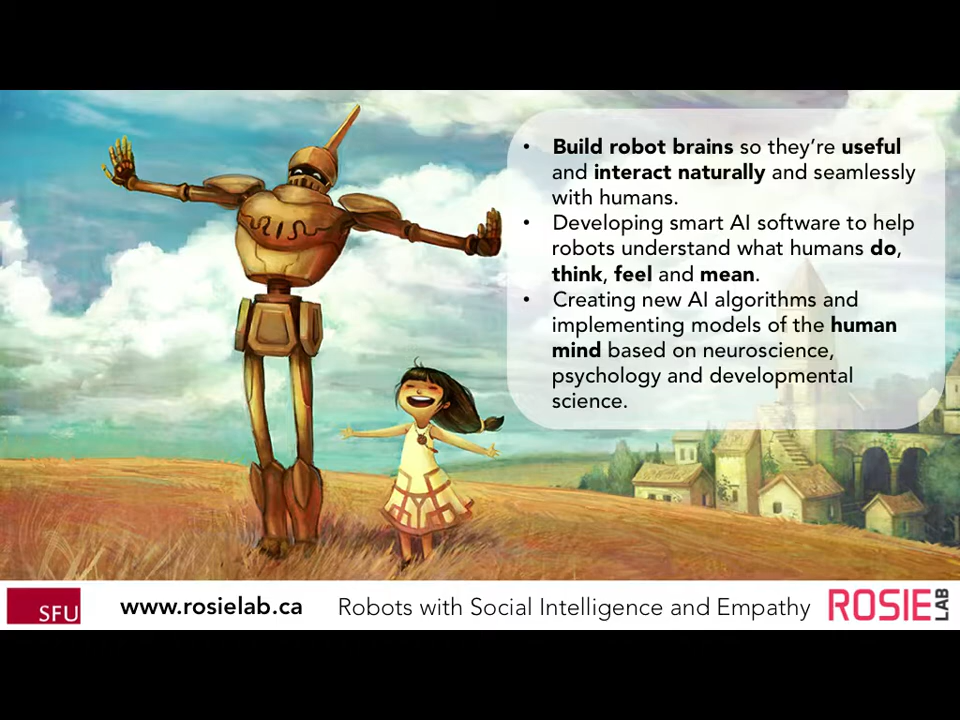 • Build robot brains so they’re useful
and interact naturally and seamlessly
with humans.
• Developing smart AI software to help
robots understand what humans do,
think, feel and mean.
• Creating new AI algorithms and
implementing models of the human
mind based on neuroscience,
psychology and developmental
science.
SFU www.rosielab.ca Robots with Social Intelligence and Empathy ROSIE LAB